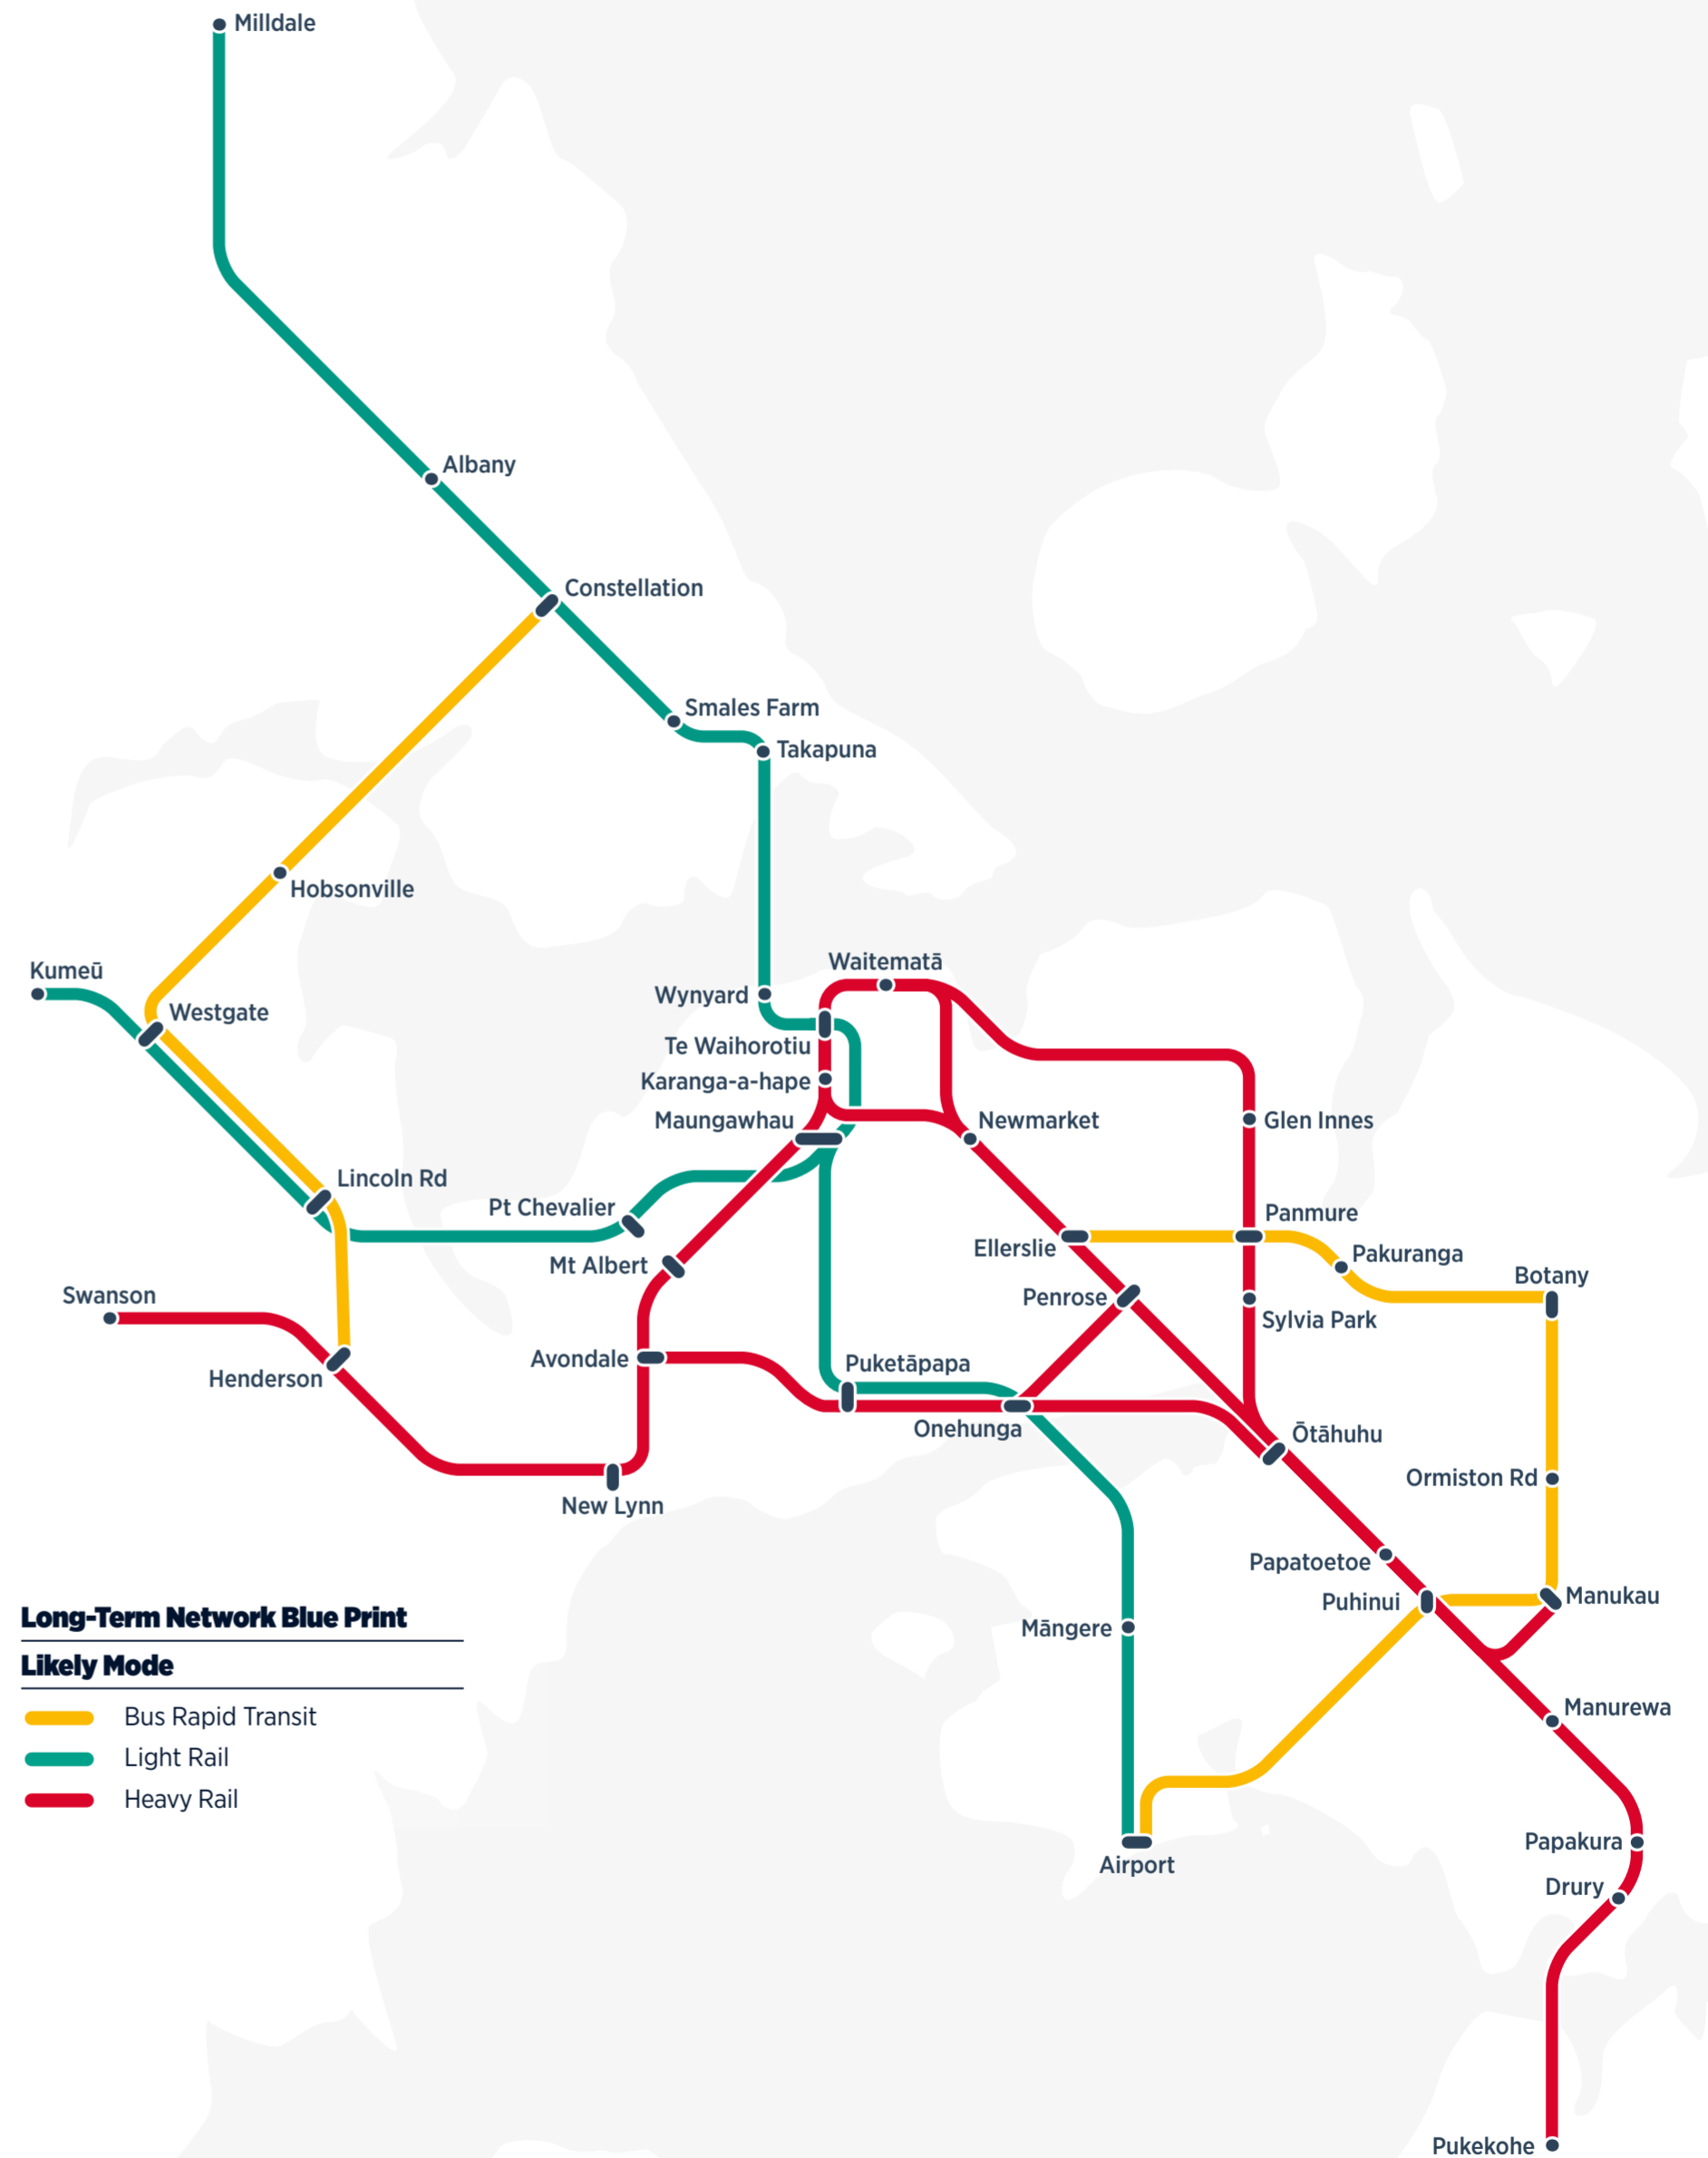 Milldale
Albany
Constellation
Smales Farm
Takapuna
Hobsonville
Waitematā
Kumeū
Wynyard
Westgate
Te Waihorotiu
Karanga-a-hape
Maungawhau
Newmarket
Glen Innes
Lincoln Rd
Pt Chevalier
Panmure
Ellerslie
Pakuranga
Mt Albert
Botany
Swanson
Penrose
Sylvia Park
Avondale
Puketāpapa
Henderson
Onehunga
Ōtāhuhu
New Lynn
Ormiston Rd
Papatoetoe
Puhinui
Manukau
Māngere
Manurewa
Airport
Papakura
Drury
Pukekohe
Long-Term Network Blue Print
Likely Mode
Bus Rapid Transit
Light Rail
Heavy Rail